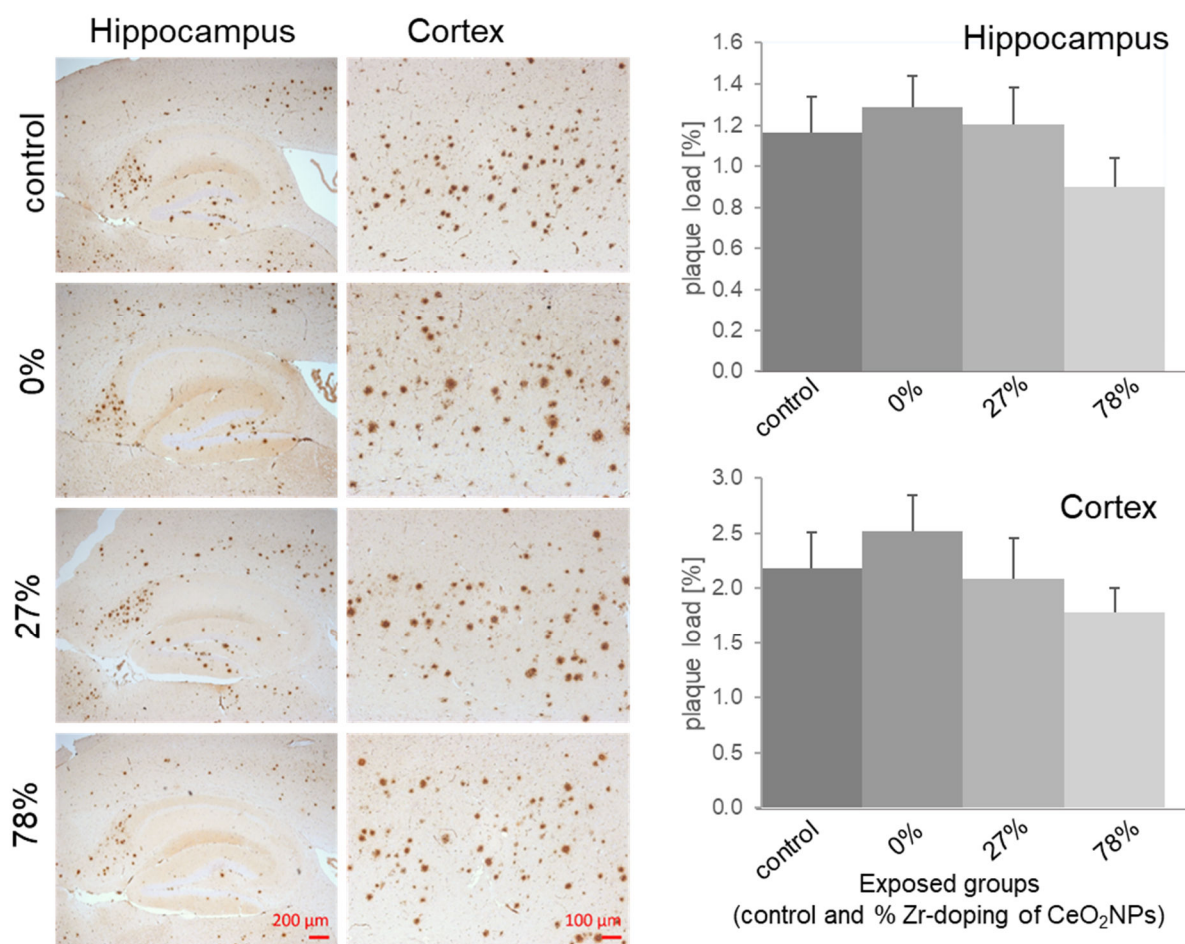 Hippocampus
Cortex
control
0%
27%
78%
200 µm
100 µm
Hippocampus
plaque load [%]
1.6
1.4
1.2
1.0
0.8
0.6
0.4
0.2
0.0
control
0%
27%
78%
Cortex
plaque load [%]
3.0
2.5
2.0
1.5
1.0
0.5
0.0
control
0%
27%
78%
Exposed groups
(control and % Zr-doping of CeO₂NPs)